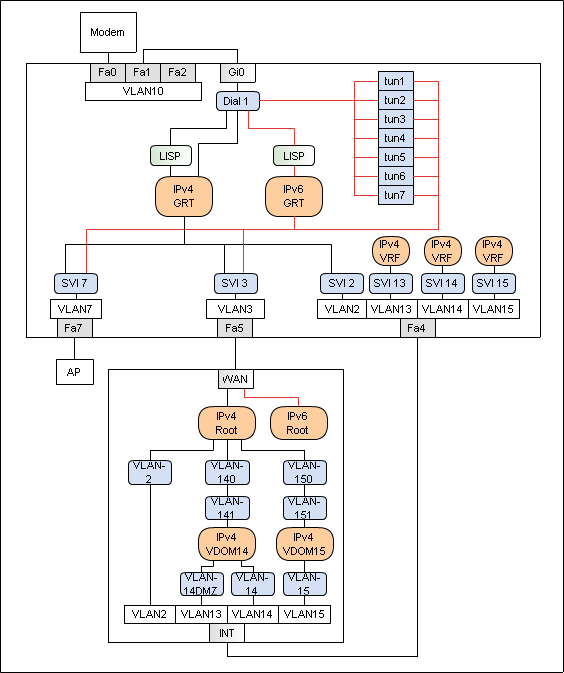 Modem
Fa0
Fa1
Fa2
Gi0
VLAN10
Dial 1
tun1
tun2
tun3
tun4
tun5
tun6
tun7
LISP
LISP
IPv4
GRT
IPv6
GRT
IPv4
VRF
IPv4
VRF
IPv4
VRF
SVI 7
SVI 3
SVI 2
SVI 13
SVI 14
SVI 15
VLAN7
VLAN3
VLAN2
VLAN13
VLAN14
VLAN15
Fa7
Fa5
Fa4
AP
WAN
IPv4
Root
IPv6
Root
VLAN-
2
VLAN-
140
VLAN-
150
VLAN-
141
VLAN-
151
IPv4
VDOM14
IPv4
VDOM15
VLAN-
14DMZ
VLAN-
14
VLAN-
15
VLAN2
VLAN13
VLAN14
VLAN15
INT